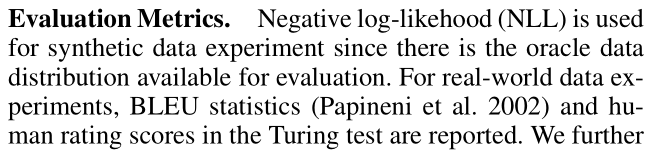 Evaluation Metrics. Negative log-likehood (NLL) is used
for synthetic data experiment since there is the oracle data
distribution available for evaluation. For real-world data ex-
periments, BLEU statistics (Papineni et al. 2002) and hu-
man rating scores in the Turing test are reported. We further